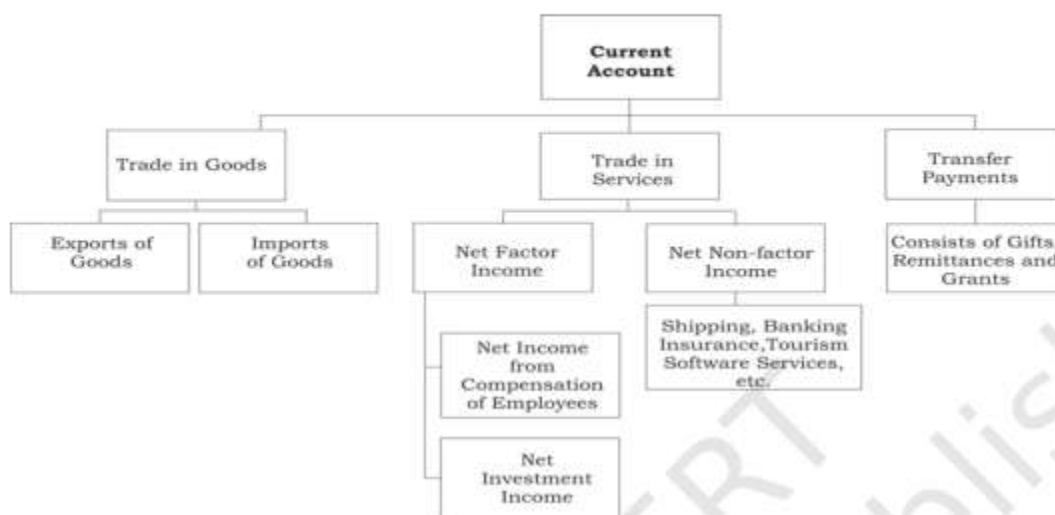 Current
Account
Trade in Goods
Trade in
Services
Transfer
Payments
Exports of
Goods
Imports
of Goods
Net Factor
Income
Net Non-factor
Income
Consists of Gifts,
Remittances and
Grants
Shipping, Banking
Insurance,Tourism
Software Services,
etc.
Net Income
from
Compensation
of Employees
Net
Investment
Income